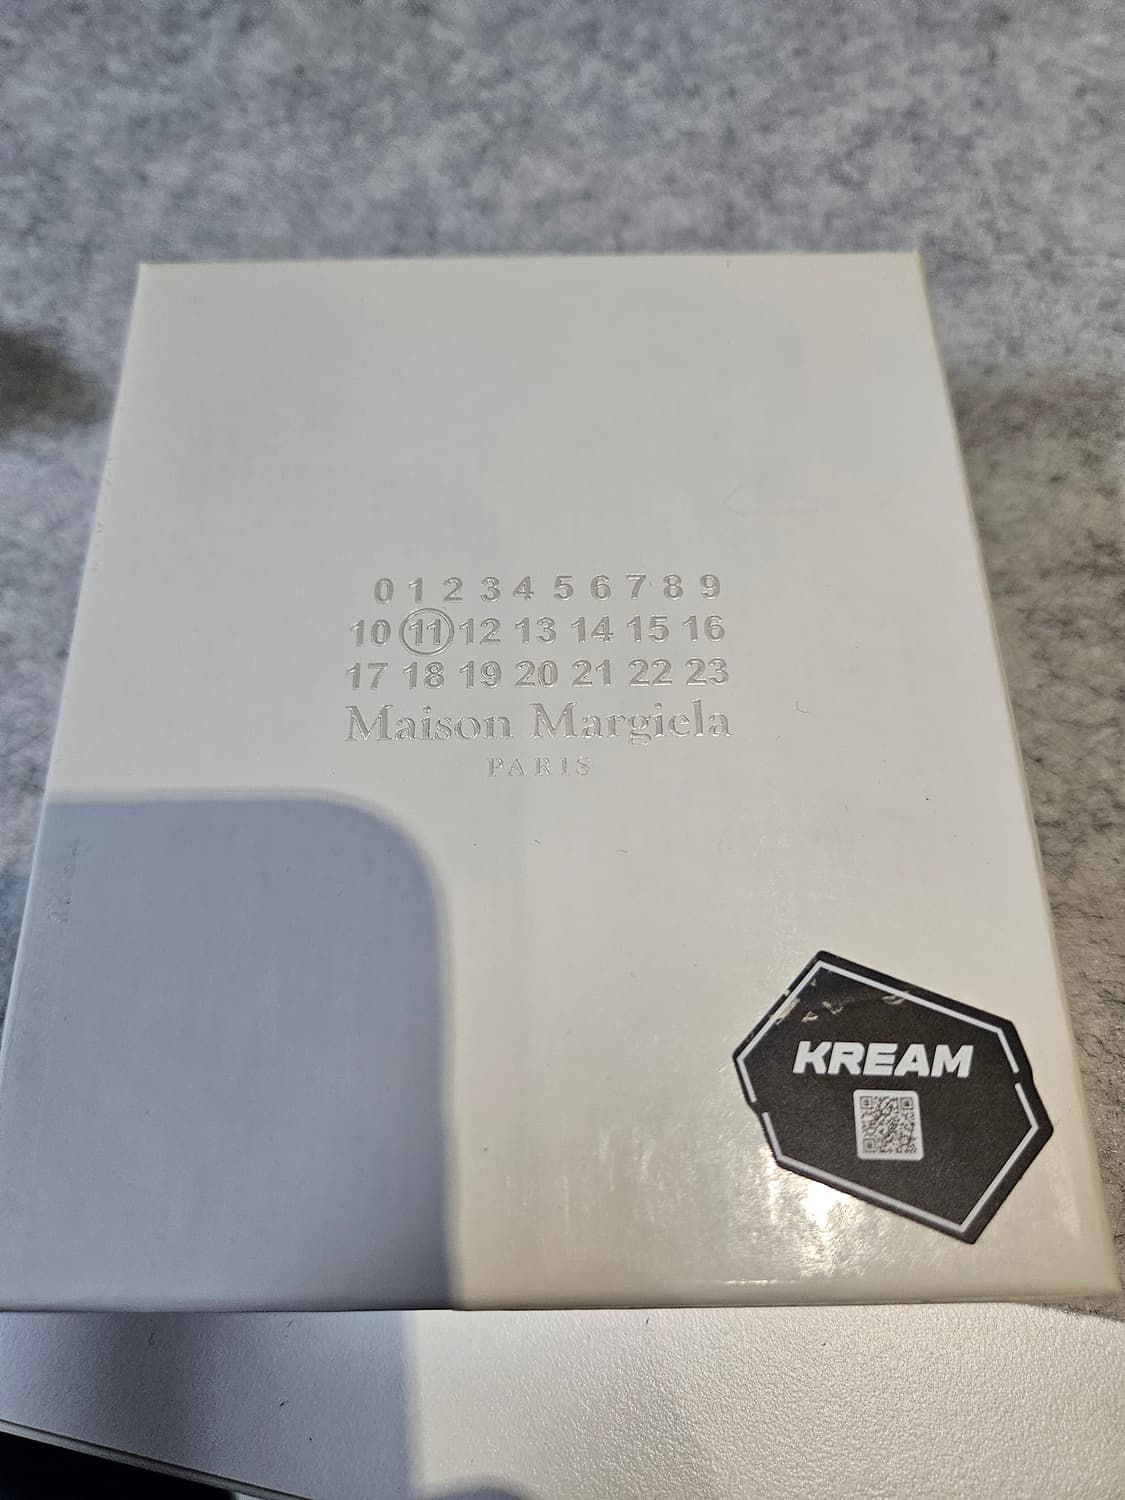 0 1 2 3 4 5 6 7 8 9
10 11 12 13 14 15 16
17 18 19 20 21 22 23
Maison Margiela
PARIS
KREAM